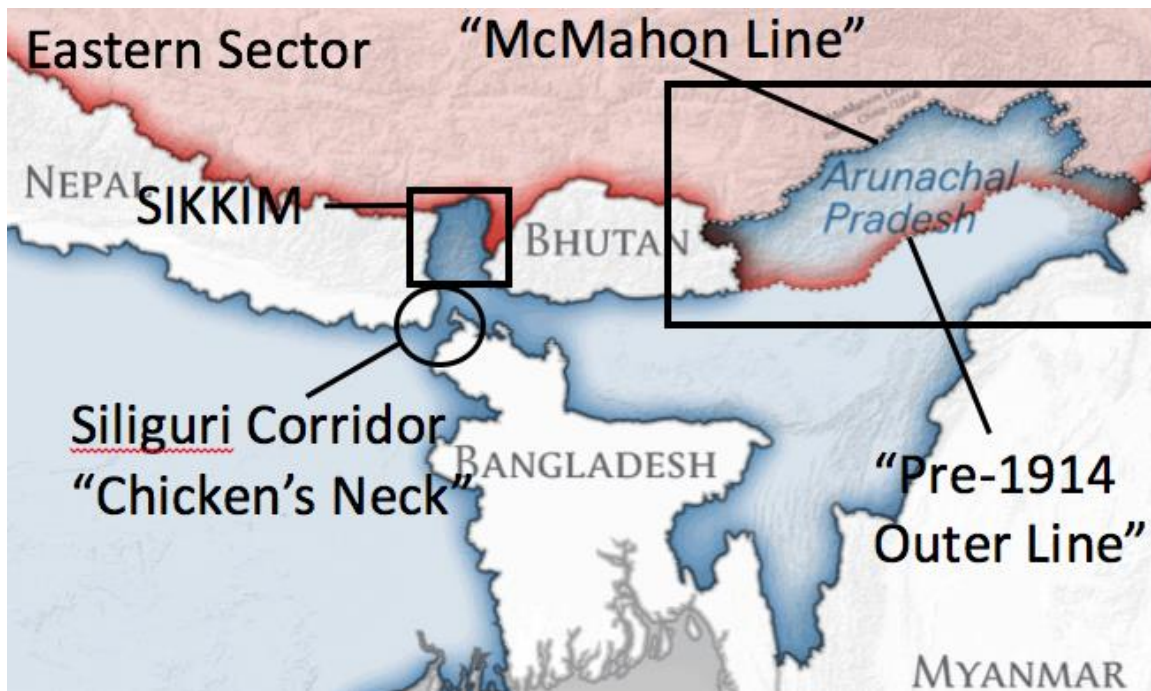 Eastern Sector
“McMahon Line”
NEPAL
SIKKIM
BHUTAN
Arunachal
Pradesh
Siliguri Corridor
“Chicken’s Neck”
BANGLADESH
“Pre-1914
Outer Line”
MYANMAR